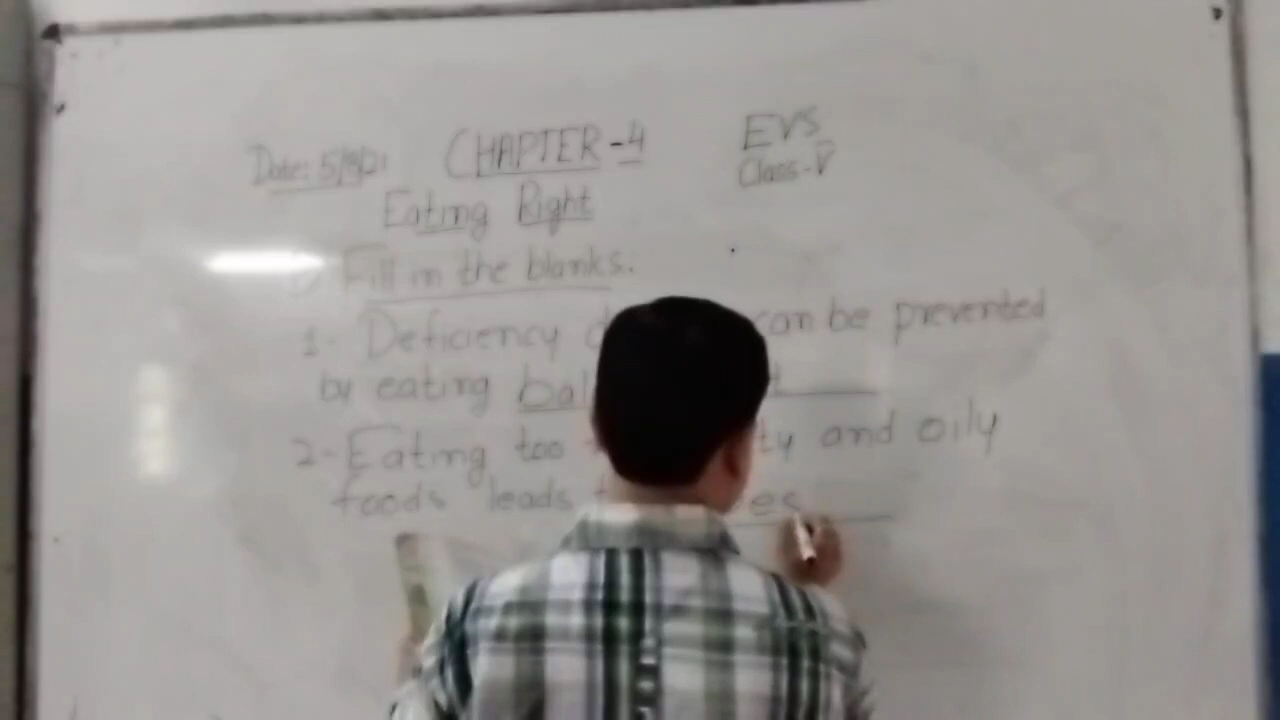 Date: 5/8/21 CHAPTER-4 EVS
Class-V
Eating Right
Fill in the blanks.
1- Deficiency can be prevented
by eating bal
2- Eating too ty and oily
foods leads es